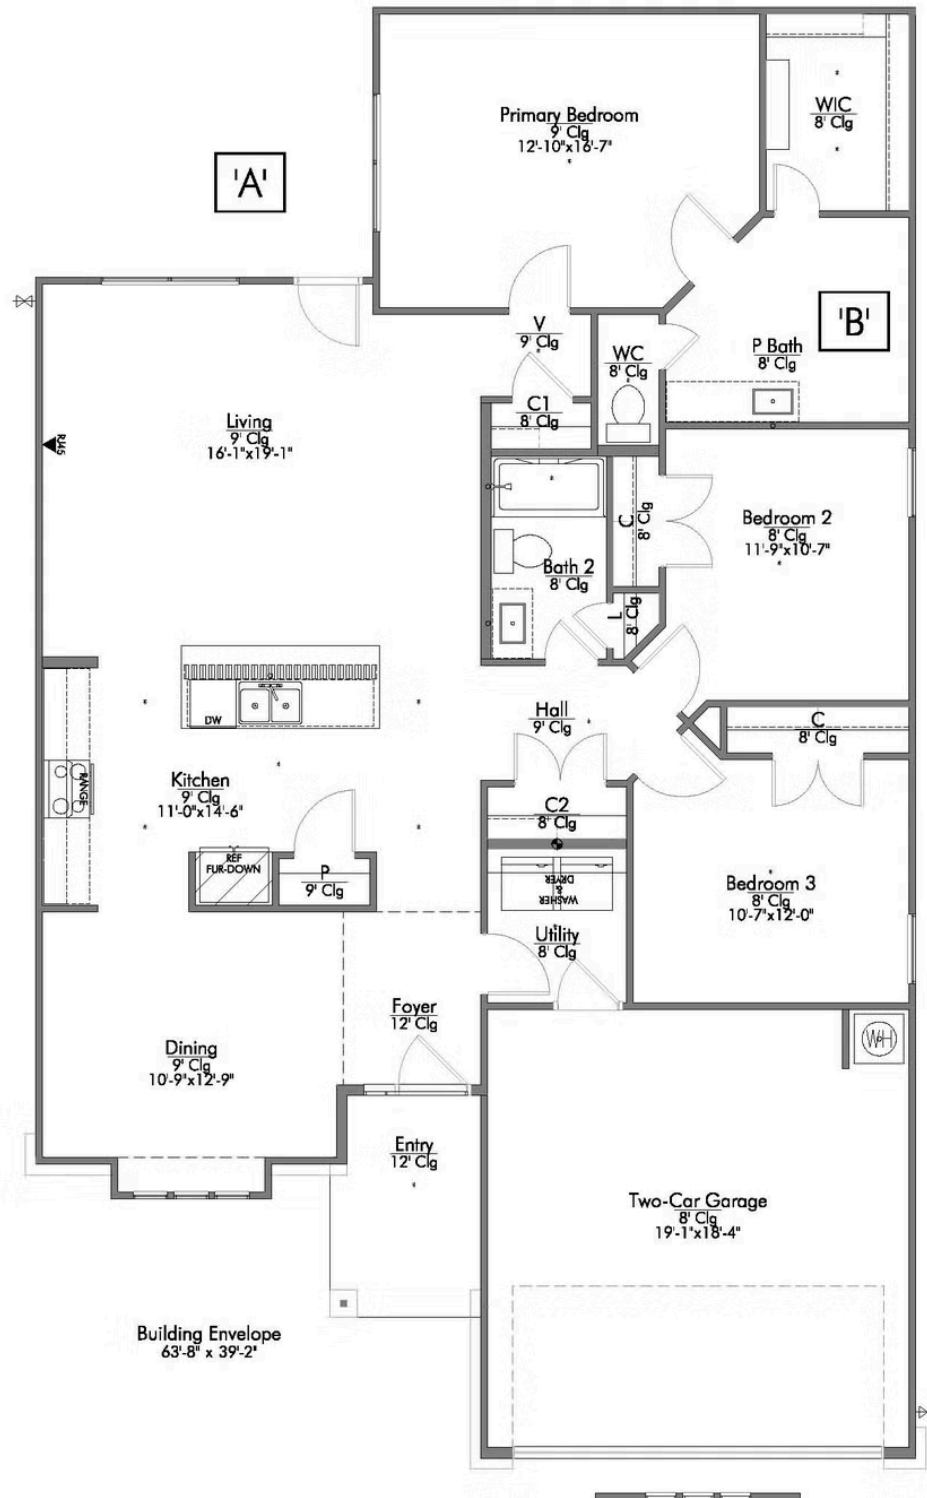 Primary Bedroom
9' Clg
12'-10"x16'-7"
WIC
8' Clg
'A'
'B'
V
9' Clg
WC
8' Clg
P Bath
8' Clg
C1
8' Clg
Living
9' Clg
16'-1"x19'-1"
RJ45
C
8' Clg
Bedroom 2
8' Clg
11'-9"x10'-7"
Bath 2
8' Clg
L
8' Clg
DW
Hall
9' Clg
C
8' Clg
RANGE
Kitchen
9' Clg
11'-0"x14'-6"
C2
8' Clg
REF
FUR-DOWN
P
9' Clg
WASHER
&
DRYER
Bedroom 3
8' Clg
10'-7"x12'-0"
Utility
8' Clg
Foyer
12' Clg
WH
Dining
9' Clg
10'-9"x12'-9"
Entry
12' Clg
Two-Car Garage
8' Clg
19'-1"x18'-4"
Building Envelope
63'-8" x 39'-2"